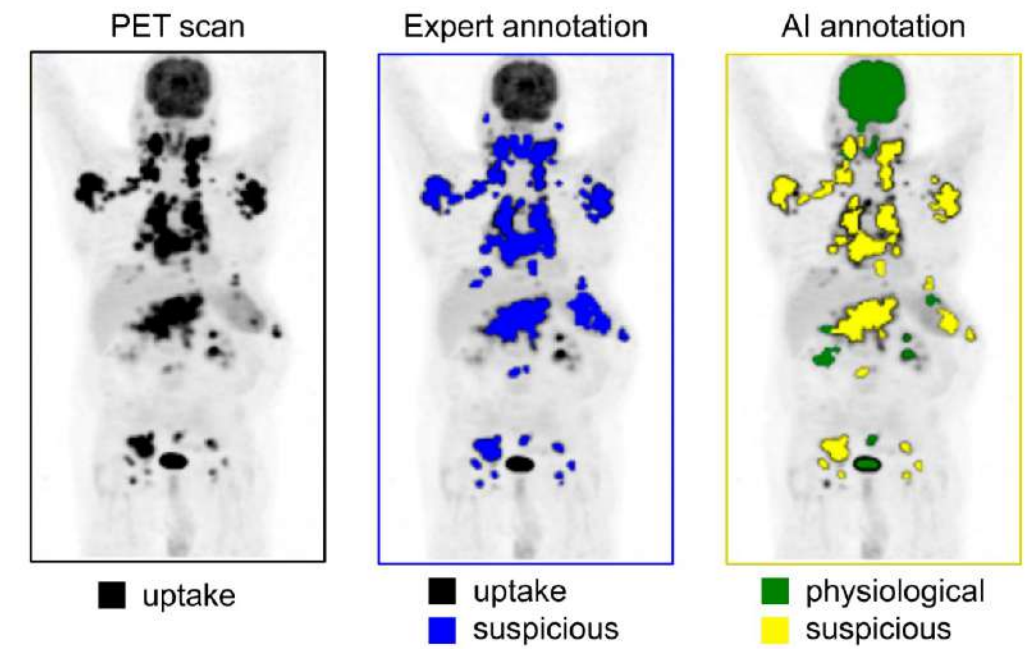 PET scan
Expert annotation
AI annotation
uptake
uptake
suspicious
physiological
suspicious